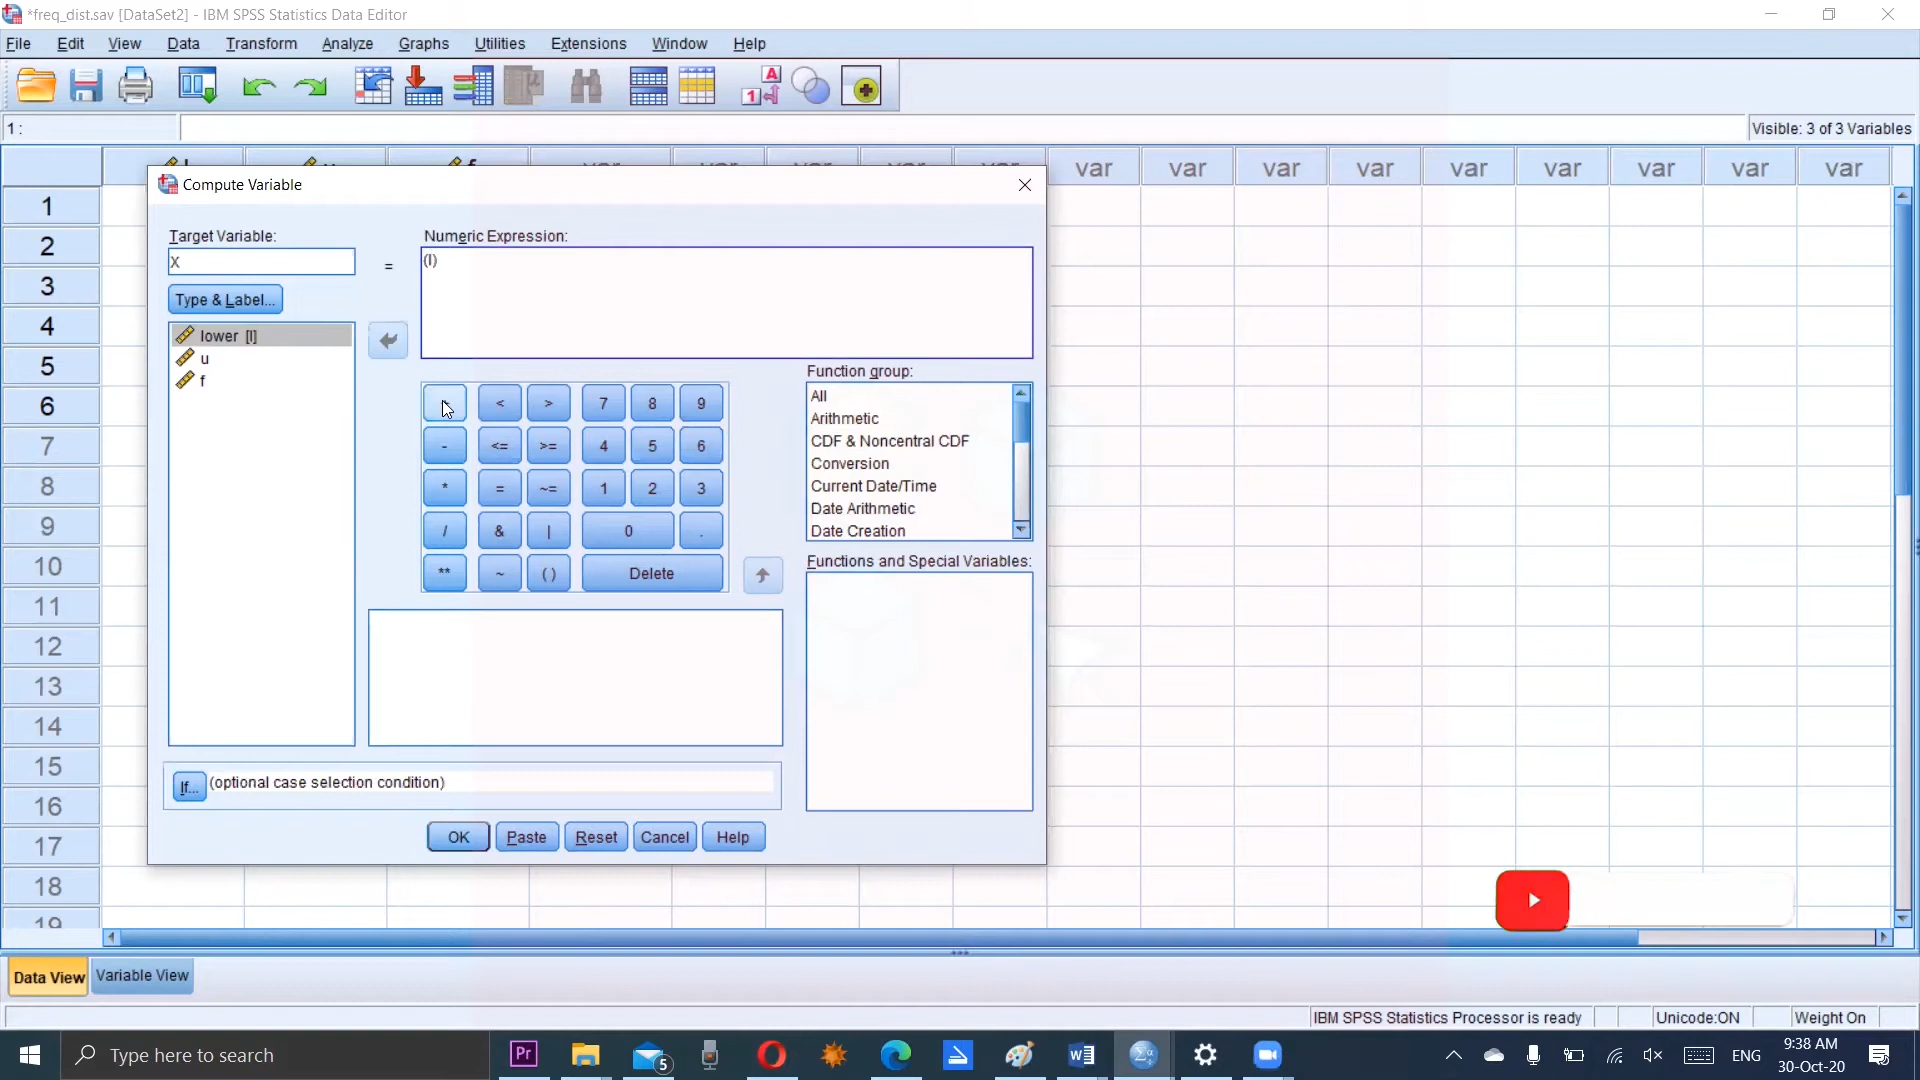 *freq_dist.sav [DataSet2] - IBM SPSS Statistics Data Editor
File Edit View Data Transform Analyze Graphs Utilities Extensions Window Help
1 :
Visible: 3 of 3 Variables
var var var var var var var var var
1
2
3
4
5
6
7
8
9
10
11
12
13
14
15
16
17
18
19
Compute Variable
Target Variable:
X
=
Numeric Expression:
(l)
Type & Label...
lower [l]
u
f
< > 7 8 9
- <= >= 4 5 6
* = ~= 1 2 3
/ & | 0 .
** ~ ( ) Delete
Function group:
All
Arithmetic
CDF & Noncentral CDF
Conversion
Current Date/Time
Date Arithmetic
Date Creation
Functions and Special Variables:
If... (optional case selection condition)
OK Paste Reset Cancel Help
Data View Variable View
IBM SPSS Statistics Processor is ready Unicode:ON Weight On
Type here to search
Pr
5
ENG
9:38 AM
30-Oct-20